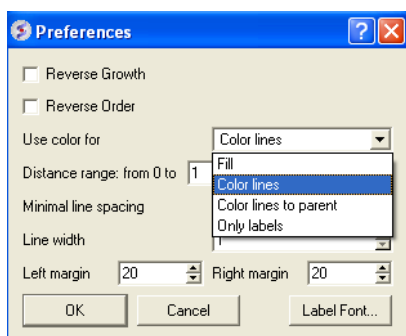 Preferences
Reverse Growth
Reverse Order
Use color for Color lines
Fill
Distance range: from 0 to 1 Color lines
Minimal line spacing Color lines to parent
Only labels
Line width
Left margin 20 Right margin 20
OK Cancel Label Font...